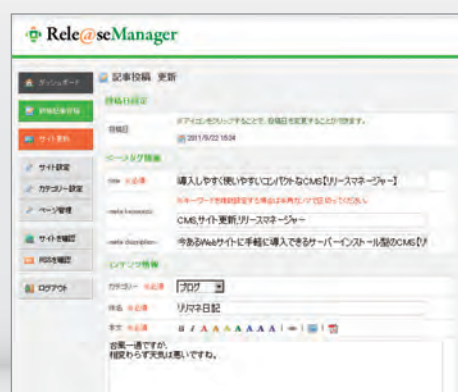 Rele@seManager
ダッシュボード
記事投稿 更新
投稿日設定
※アイコンをクリックすることで、投稿日を変更することができます。
投稿日
2011/9/22 16:04
サイト更新
ページタグ情報
サイト設定
title ※必須
導入しやすく使いやすいコンパクトなCMS【リリースマネージャー】
カテゴリー設定
ページ管理
meta keywords
CMS,サイト更新,リリースマネージャー
サイトを確認
meta description
今あるWebサイトに手軽に導入できるサーバーインストール型のCMS【リ
RSSを確認
コンテンツ情報
カテゴリー ※必須
ブログ
ログアウト
件名 ※必須
リリマネ日記
本文 ※必須
B I A A A A A A A
台風一過ですが、
相変わらず天気は悪いですね。